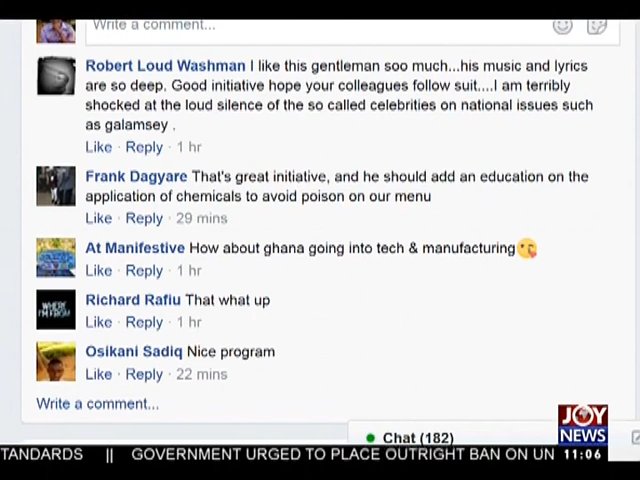 Write a comment...
Robert Loud Washman I like this gentleman soo much...his music and lyrics
are so deep. Good initiative hope your colleagues follow suit....I am terribly
shocked at the loud silence of the so called celebrities on national issues such
as galamsey .
Like · Reply · 1 hr
Frank Dagyare That's great initiative, and he should add an education on the
application of chemicals to avoid poison on our menu
Like · Reply · 29 mins
At Manifestive How about ghana going into tech & manufacturing😘
Like · Reply · 1 hr
WHERE
I'M FROM
Richard Rafiu That what up
Like · Reply · 1 hr
Osikani Sadiq Nice program
Like · Reply · 22 mins
Write a comment...
Chat (182)
JOY
NEWS
TANDARDS || GOVERNMENT URGED TO PLACE OUTRIGHT BAN ON UN 11:06